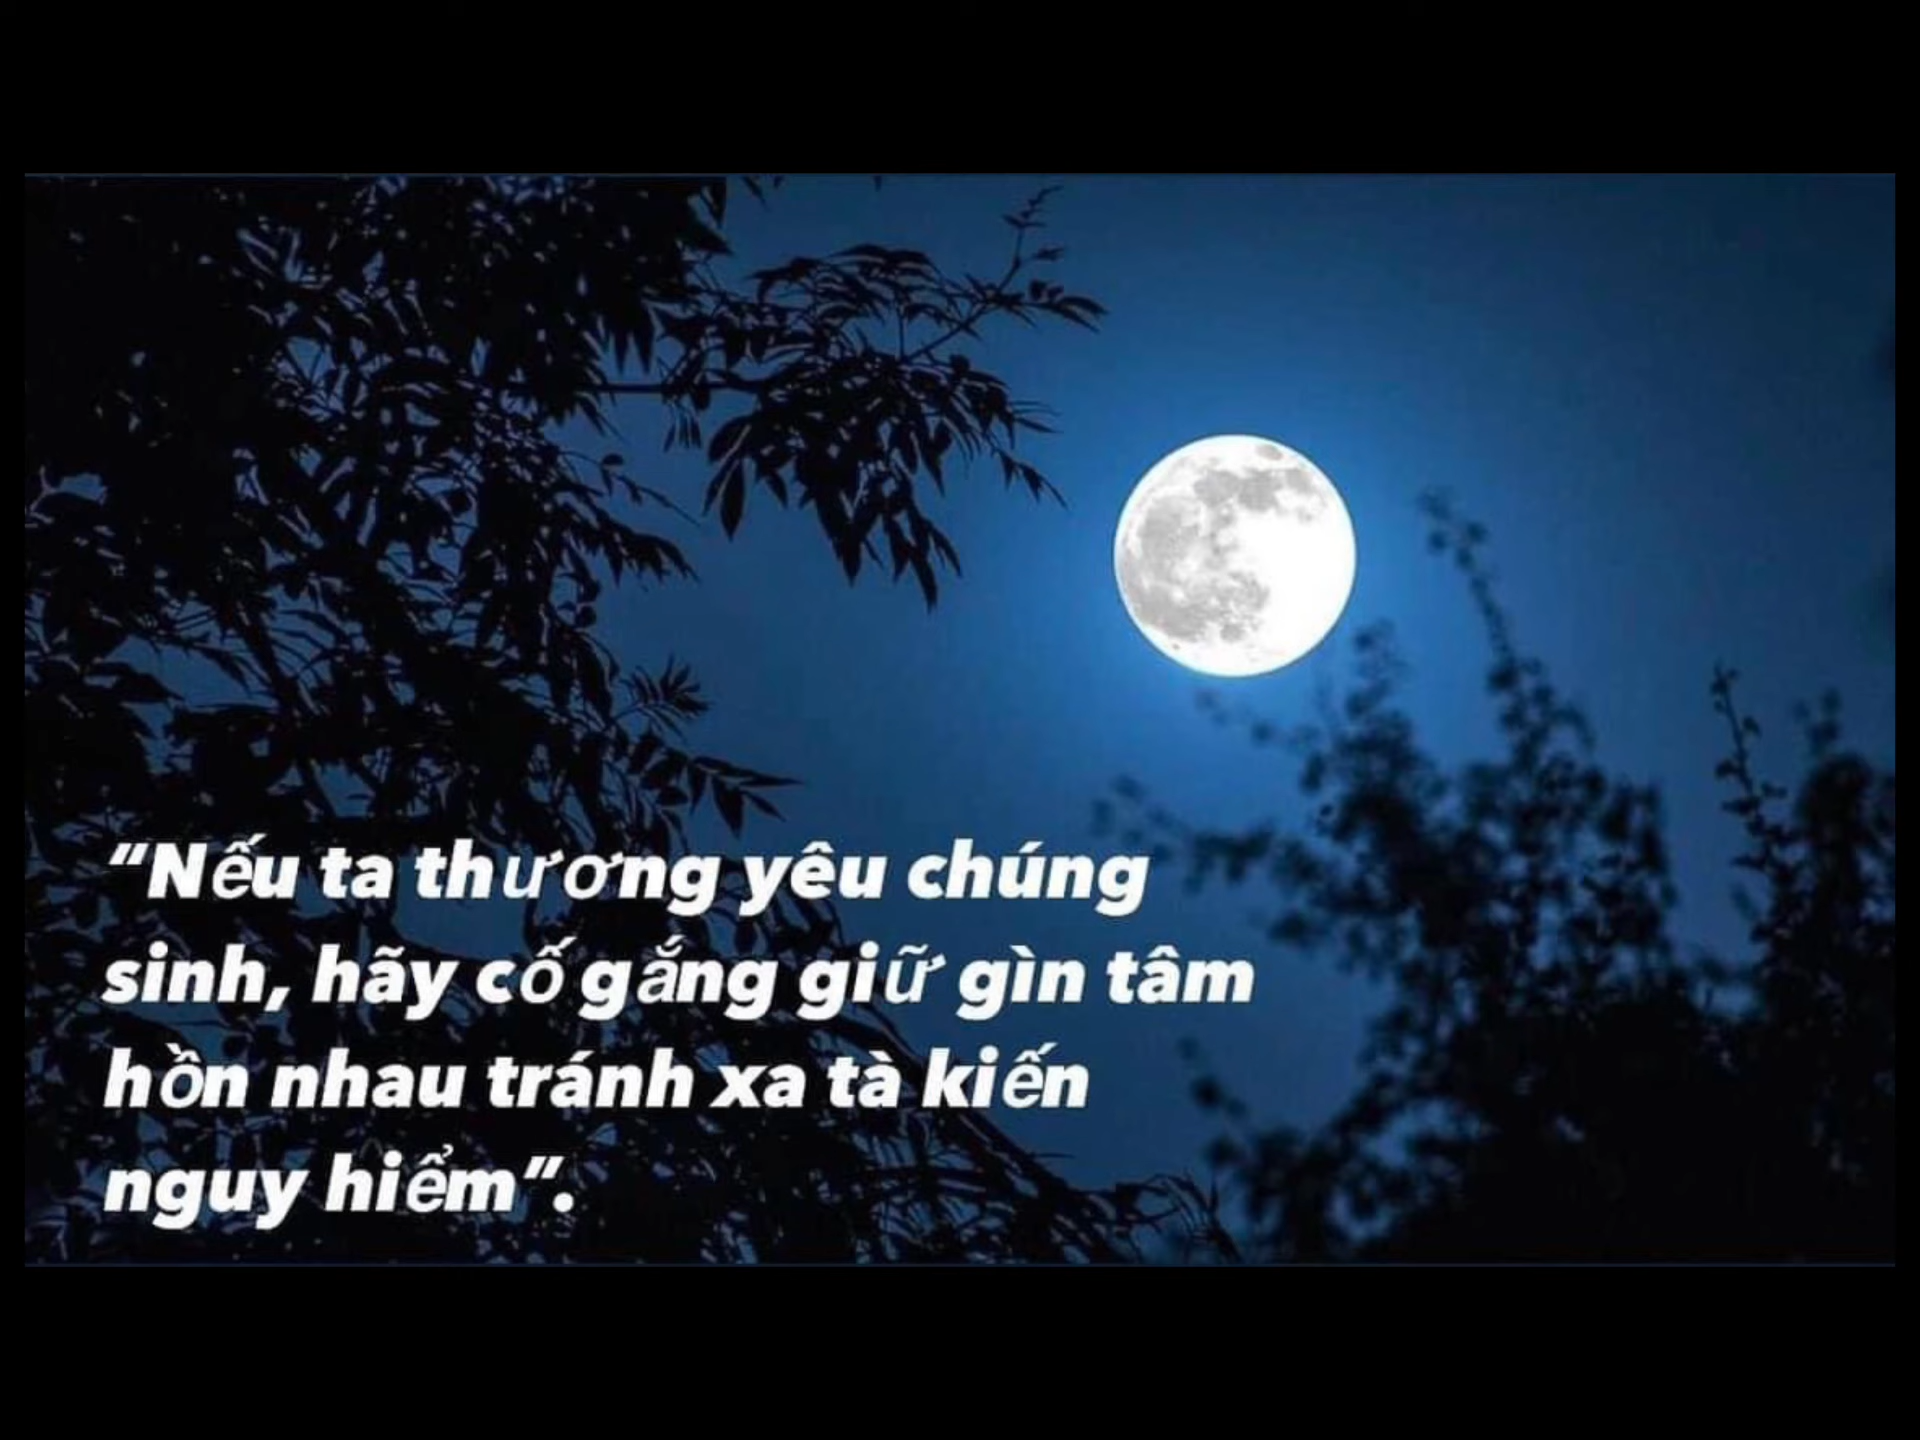 “Nếu ta thương yêu chúng
sinh, hãy cố gắng giữ gìn tâm
hồn nhau tránh xa tà kiến
nguy hiểm”.